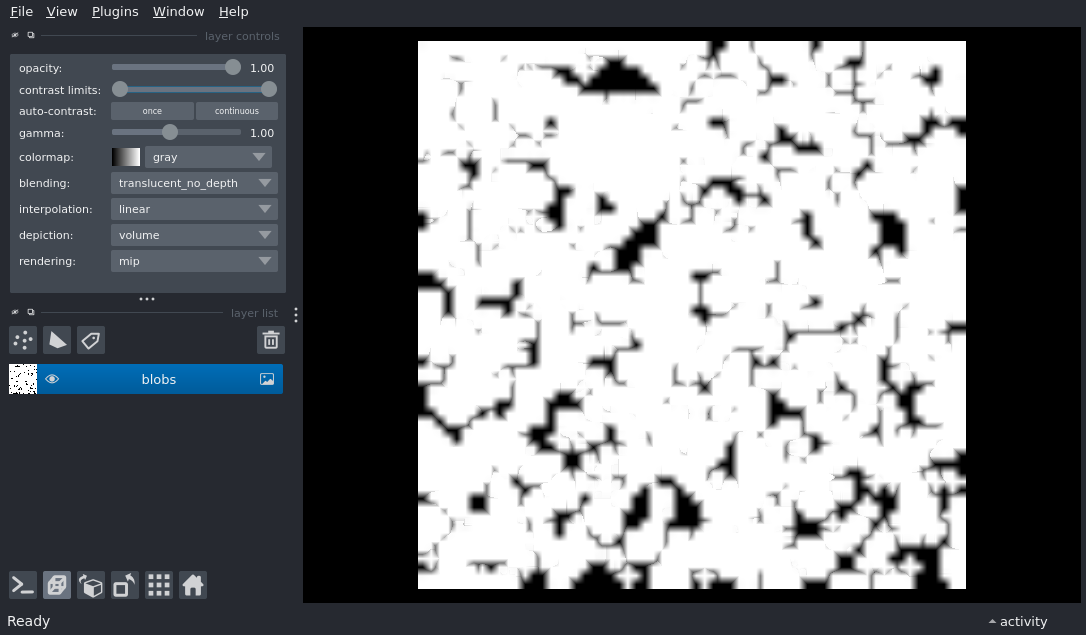 File View Plugins Window Help
layer controls
opacity: 1.00
contrast limits:
auto-contrast: once continuous
gamma: 1.00
colormap: gray
blending: translucent_no_depth
interpolation: linear
depiction: volume
rendering: mip
layer list
blobs
Ready activity